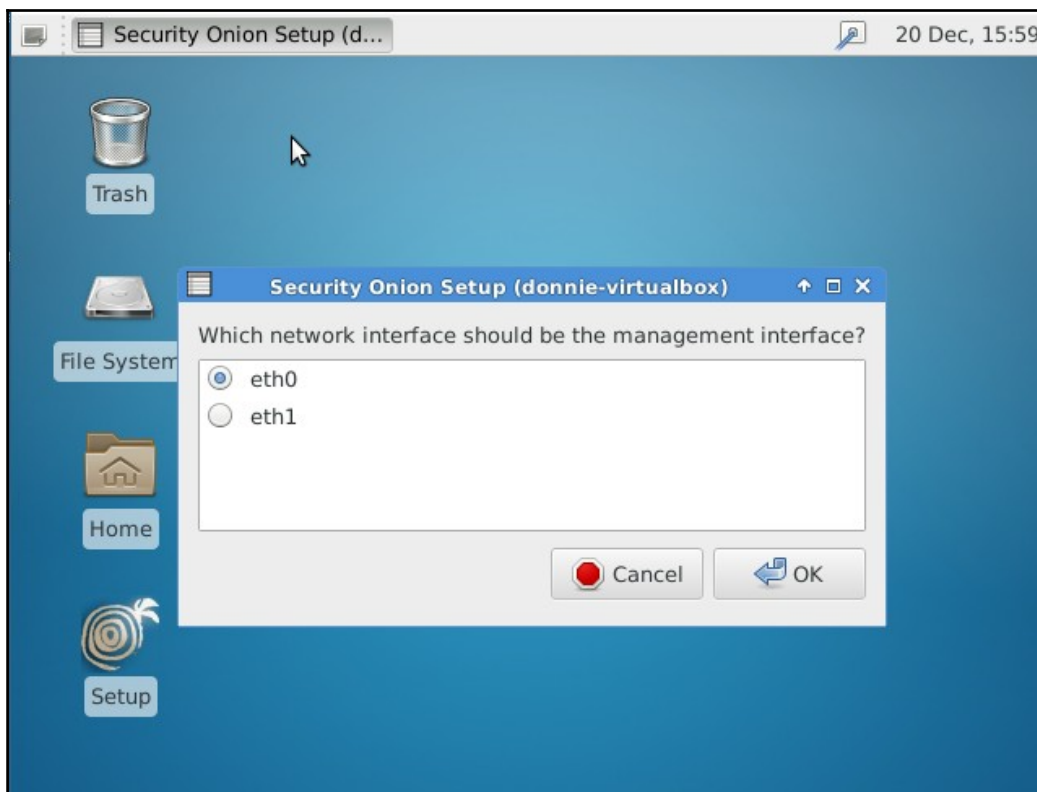 Security Onion Setup (d...
20 Dec, 15:59
Trash
File System
Home
Setup
Security Onion Setup (donnie-virtualbox)
Which network interface should be the management interface?
eth0
eth1
Cancel
OK